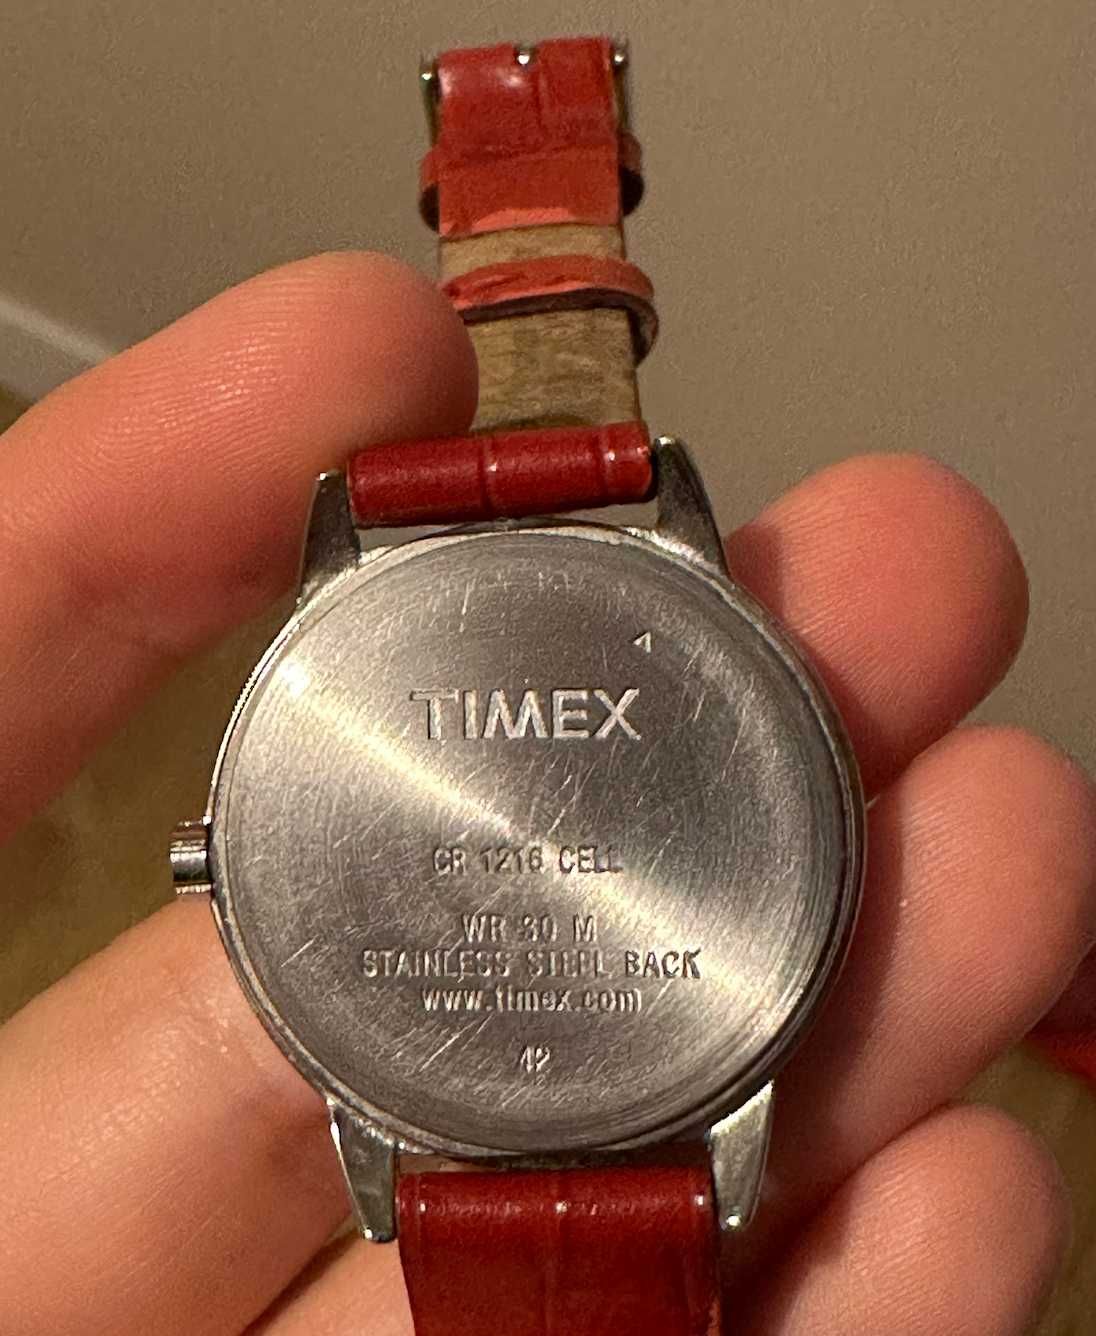 TIMEX
CR 1216 CELL
WR 30 M
STAINLESS STEEL BACK
www.timex.com
42